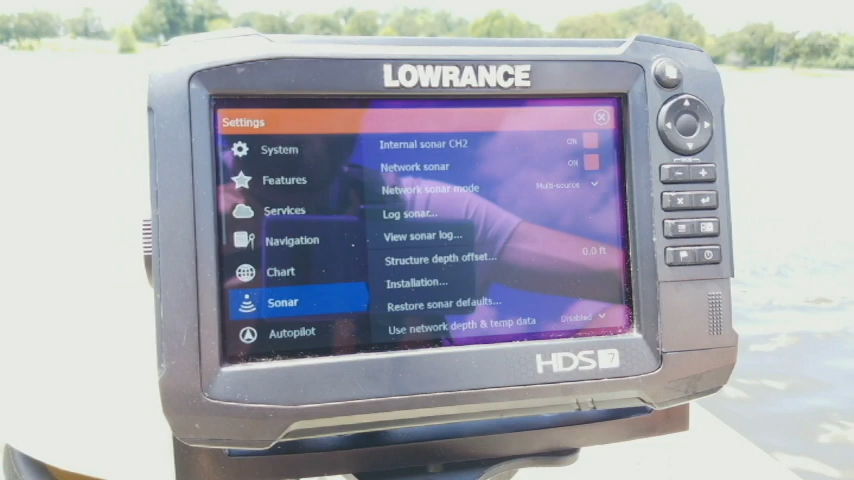 LOWRANCE
Settings
System
Features
Services
Navigation
Chart
Sonar
Autopilot
Internal sonar CH2 ON
Network sonar ON
Network sonar mode Multi-source
Log sonar...
View sonar log...
Structure depth offset... 0.0 ft
Installation...
Restore sonar defaults...
Use network depth & temp data Disabled
HDS 7